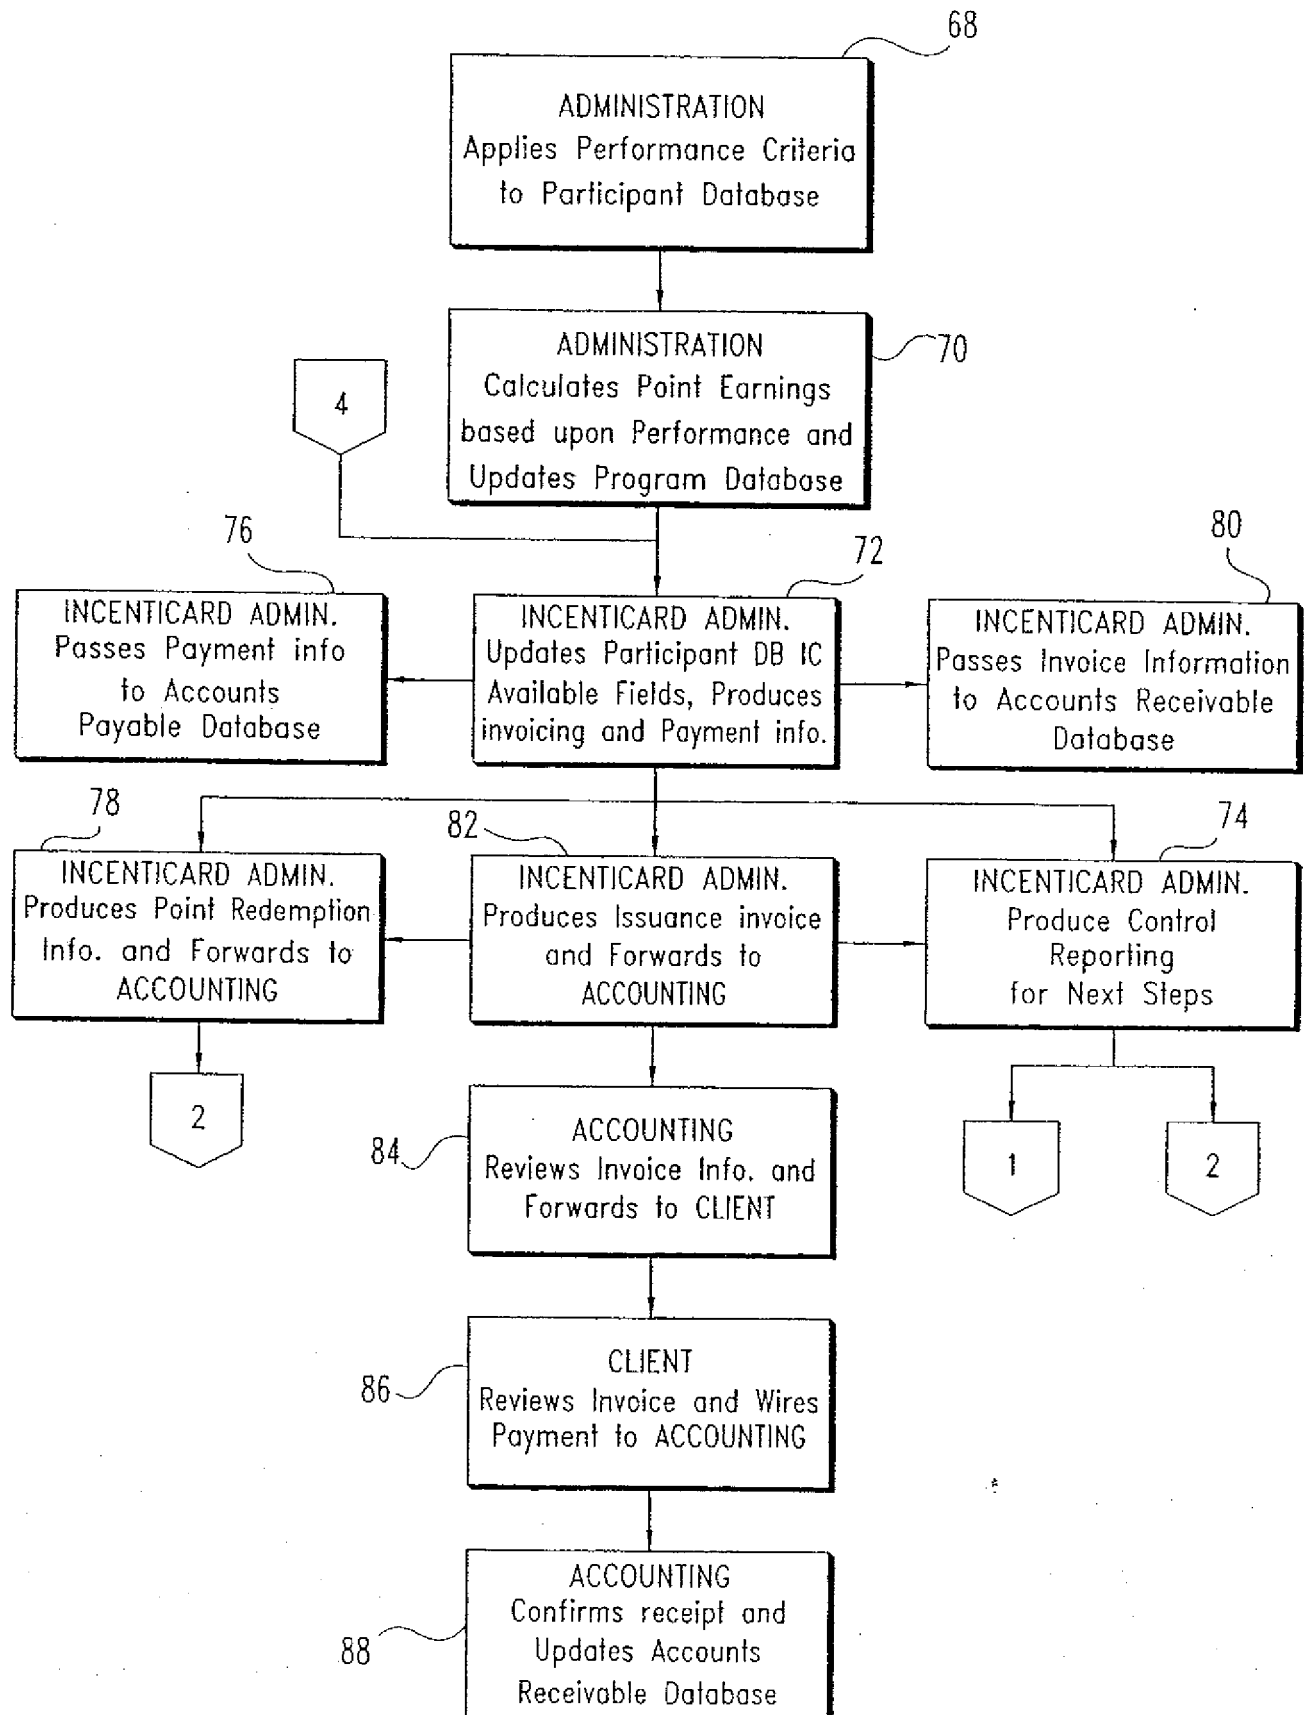 68
ADMINISTRATION
Applies Performance Criteria
to Participant Database
70
ADMINISTRATION
Calculates Point Earnings
based upon Performance and
Updates Program Database
4
76
INCENTICARD ADMIN.
Passes Payment info
to Accounts
Payable Database
72
INCENTICARD ADMIN.
Updates Participant DB IC
Available Fields, Produces
invoicing and Payment info.
80
INCENTICARD ADMIN.
Passes Invoice Information
to Accounts Receivable
Database
78
INCENTICARD ADMIN.
Produces Point Redemption
Info. and Forwards to
ACCOUNTING
82
INCENTICARD ADMIN.
Produces Issuance invoice
and Forwards to
ACCOUNTING
74
INCENTICARD ADMIN.
Produce Control
Reporting
for Next Steps
2
1
2
84
ACCOUNTING
Reviews Invoice Info. and
Forwards to CLIENT
86
CLIENT
Reviews Invoice and Wires
Payment to ACCOUNTING
88
ACCOUNTING
Confirms receipt and
Updates Accounts
Receivable Database